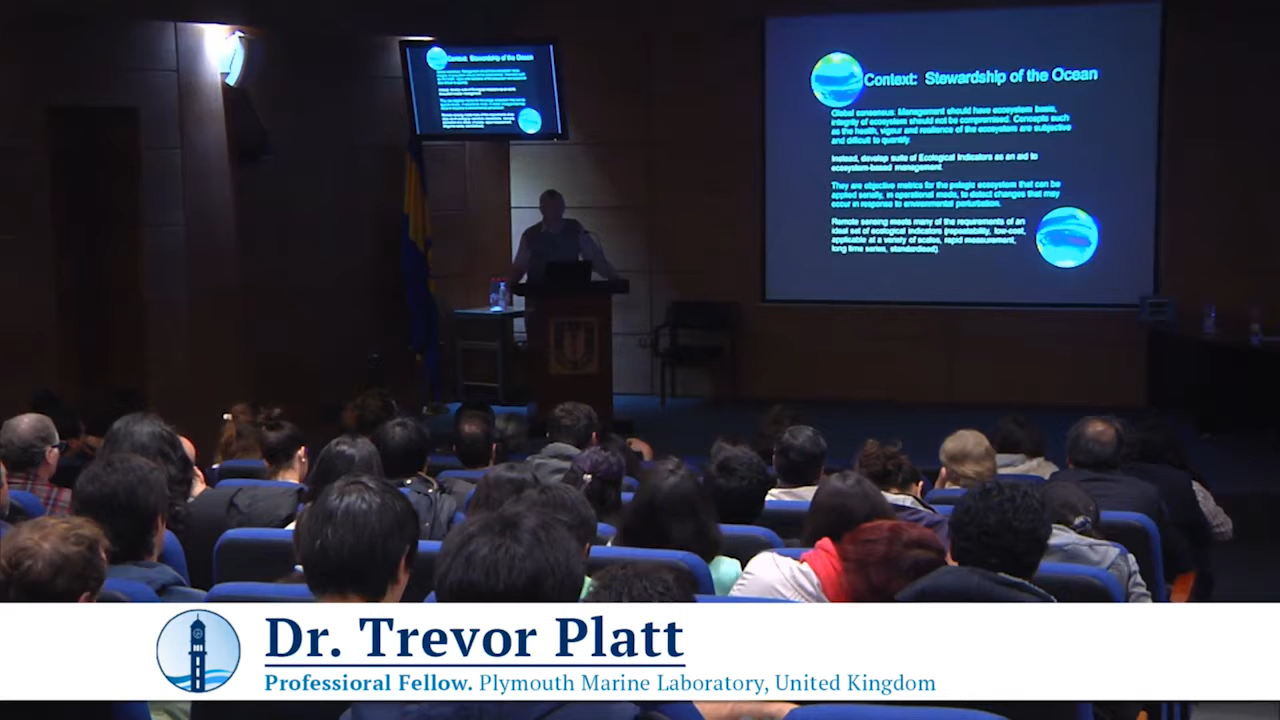 Context: Stewardship of the Ocean
Global consensus: Management should have ecosystem basis,
integrity of ecosystem should not be compromised. Concepts such
as the health, vigour and resilience of the ecosystem are subjective
and difficult to quantify.
Instead, develop suite of Ecological Indicators as an aid to
ecosystem-based management.
They are objective metrics for the pelagic ecosystem that can be
applied serially, in operational mode, to detect changes that may
occur in response to environmental perturbation.
Remote sensing meets many of the requirements of an
ideal set of ecological indicators (repeatability, low-cost,
applicable at a variety of scales, rapid measurement,
long time series, standardised).
Context: Stewardship of the Ocean
Dr. Trevor Platt
Professional Fellow. Plymouth Marine Laboratory, United Kingdom